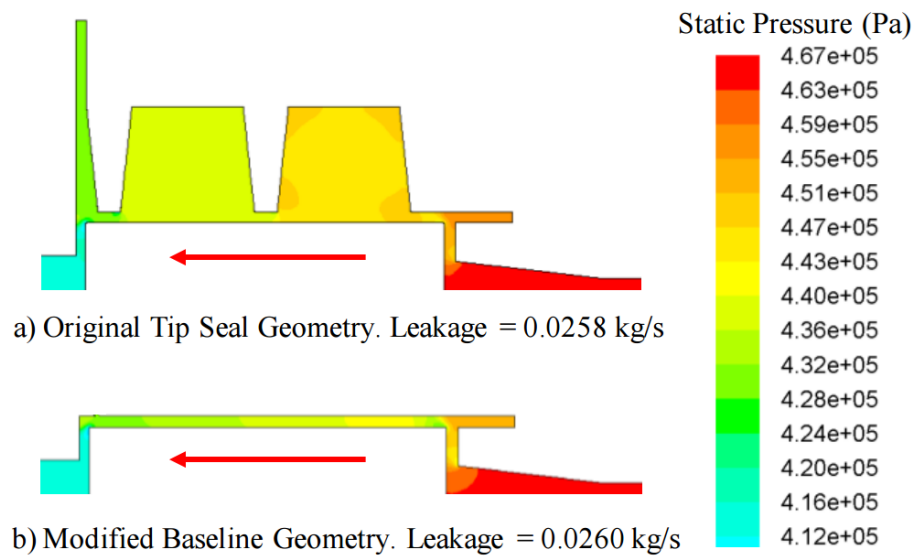 Static Pressure (Pa)
4.67e+05
4.63e+05
4.59e+05
4.55e+05
4.51e+05
4.47e+05
4.43e+05
4.40e+05
4.36e+05
4.32e+05
4.28e+05
4.24e+05
4.20e+05
4.16e+05
4.12e+05
a) Original Tip Seal Geometry. Leakage = 0.0258 kg/s
b) Modified Baseline Geometry. Leakage = 0.0260 kg/s